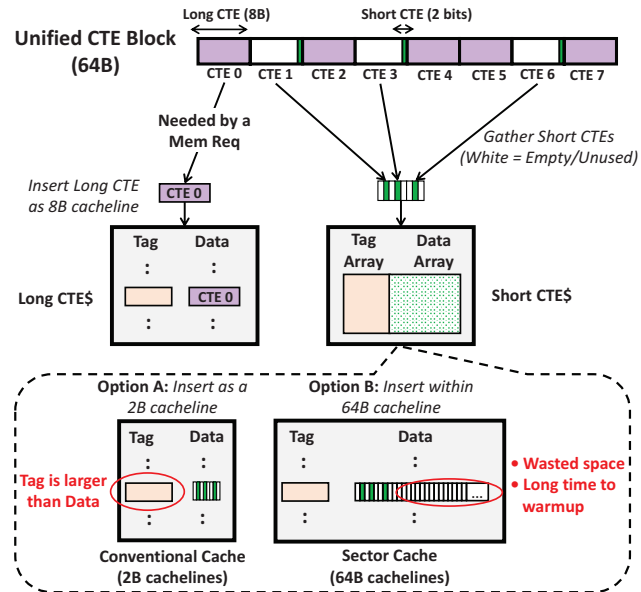 Long CTE (8B)
Short CTE (2 bits)
Unified CTE Block
(64B)
CTE 0
CTE 1
CTE 2
CTE 3
CTE 4
CTE 5
CTE 6
CTE 7
Needed by a
Mem Req
Gather Short CTEs
(White = Empty/Unused)
Insert Long CTE
as 8B cacheline
CTE 0
Tag
Data
:
:
CTE 0
:
:
Long CTE$
Tag
Array
Data
Array
Short CTE$
Option A: Insert as a
2B cacheline
Option B: Insert within
64B cacheline
Tag
Data
:
:
:
:
Tag is larger
than Data
Conventional Cache
(2B cachelines)
Tag
Data
:
:
...
:
:
• Wasted space
• Long time to
warmup
Sector Cache
(64B cachelines)